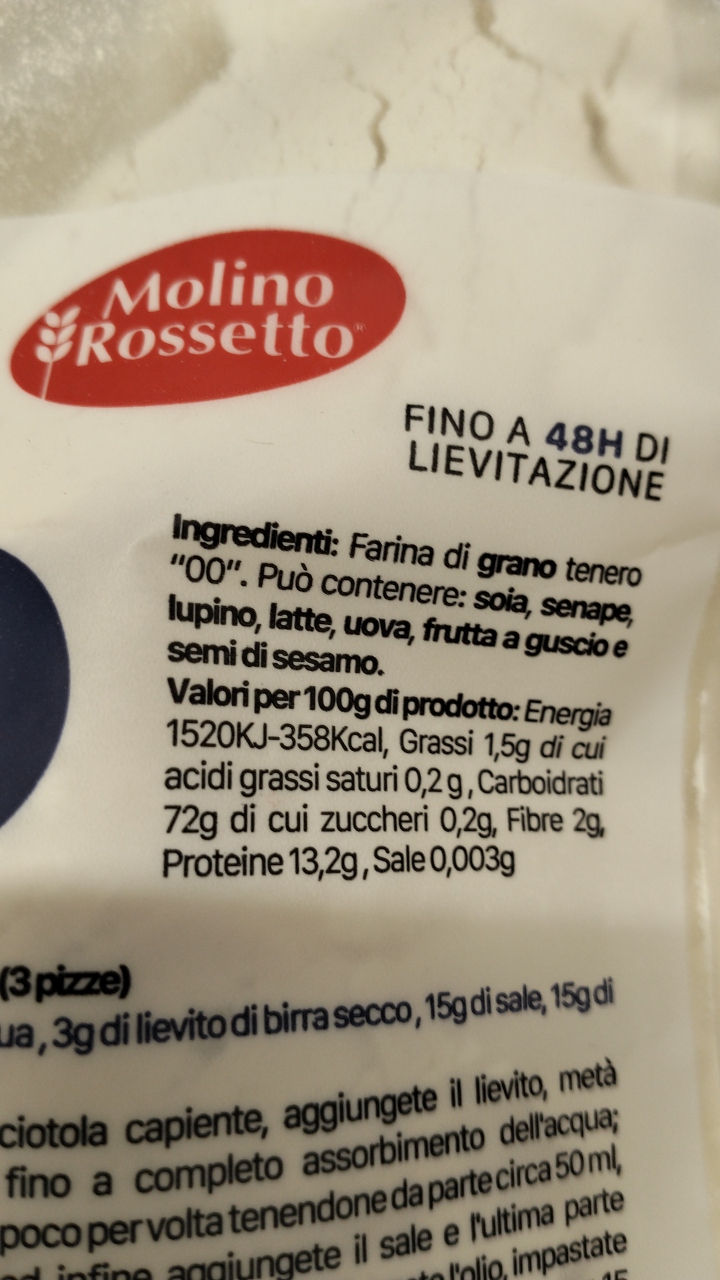 Molino
Rossetto®
FINO A 48H DI
LIEVITAZIONE
Ingredienti: Farina di grano tenero
"00". Può contenere: soia, senape,
lupino, latte, uova, frutta a guscio e
semi di sesamo.
Valori per 100g di prodotto: Energia
1520KJ-358Kcal, Grassi 1,5g di cui
acidi grassi saturi 0,2 g, Carboidrati
72g di cui zuccheri 0,2g, Fibre 2g,
Proteine 13,2g, Sale 0,003g
(3 pizze)
ua, 3g di lievito di birra secco, 15g di sale, 15g di
ciotola capiente, aggiungete il lievito, metà
fino a completo assorbimento dell'acqua;
poco per volta tenendone da parte circa 50 ml,
infine aggiungete il sale e l'ultima parte
l'olio, impastate